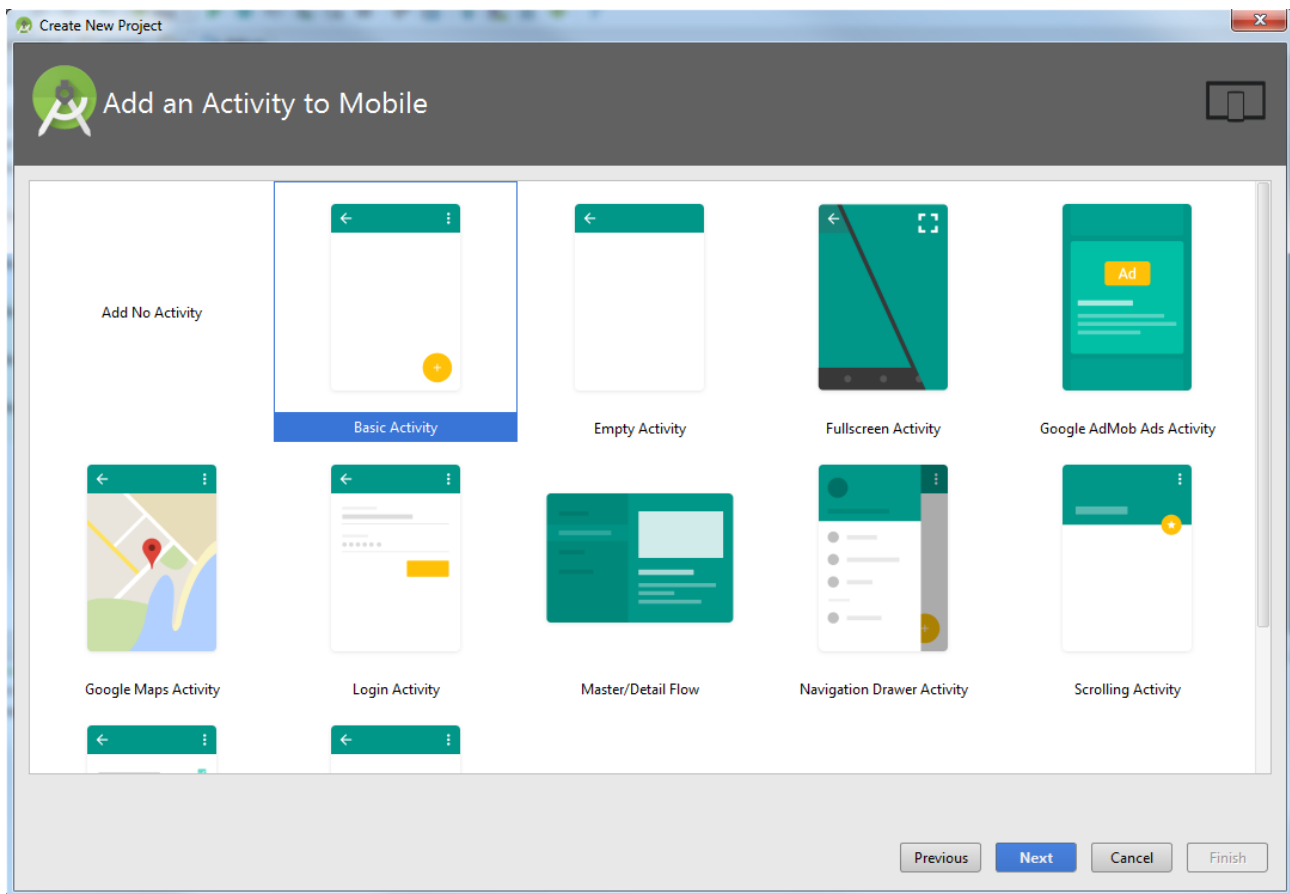 Create New Project
Add an Activity to Mobile
Add No Activity
Basic Activity
Empty Activity
Fullscreen Activity
Ad
Google AdMob Ads Activity
Google Maps Activity
Login Activity
Master/Detail Flow
Navigation Drawer Activity
Scrolling Activity
Previous
Next
Cancel
Finish